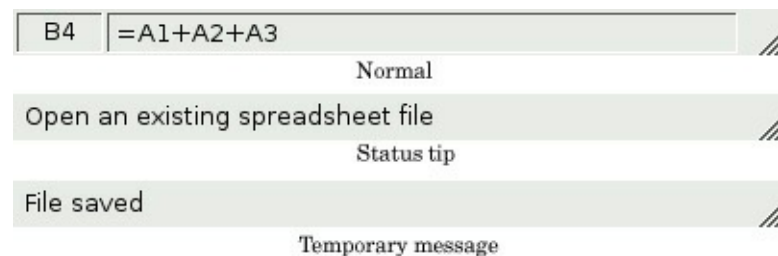 B4 =A1+A2+A3
Normal
Open an existing spreadsheet file
Status tip
File saved
Temporary message